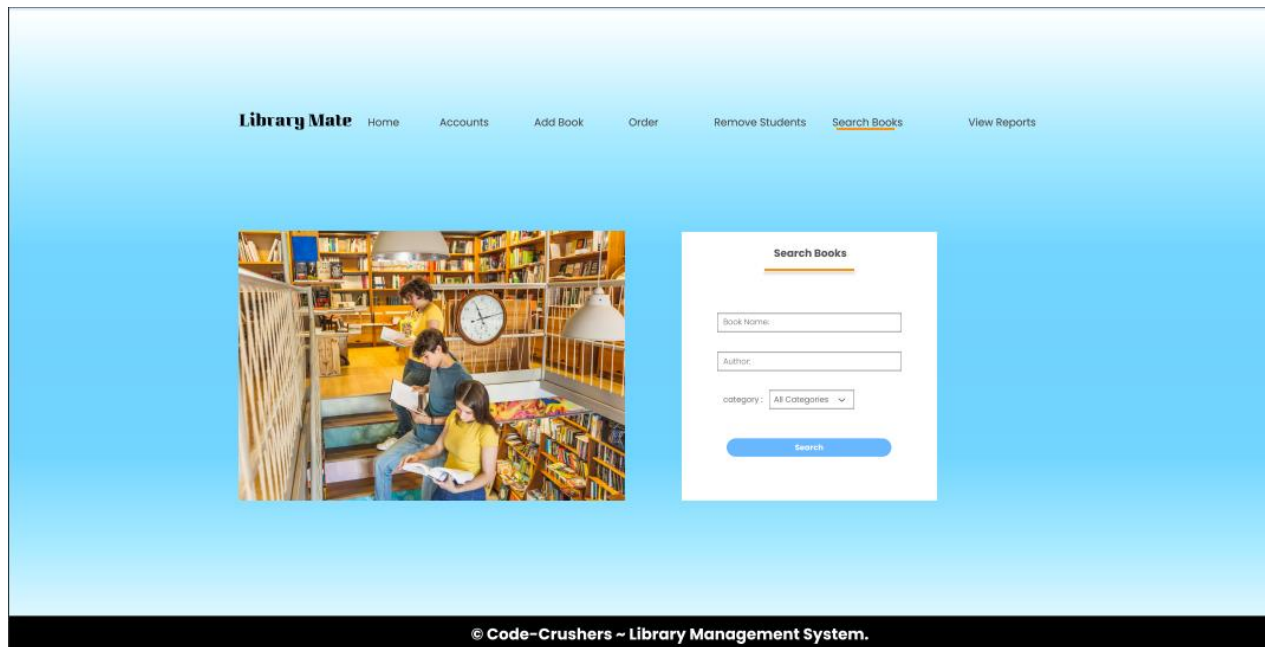 Library Mate Home Accounts Add Book Order Remove Students Search Books View Reports
Search Books
Book Name:
Author:
category : All Categories
Search
© Code-Crushers ~ Library Management System.